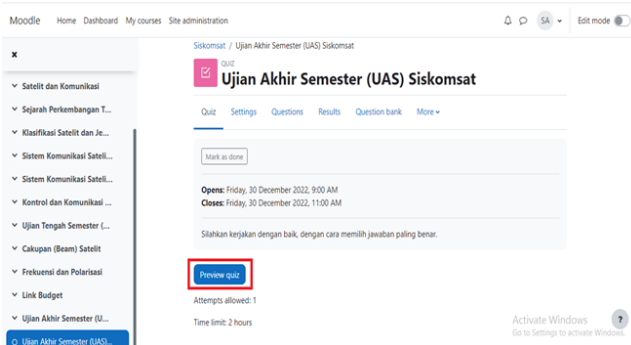 Moodle Home Dashboard My courses Site administration SA Edit mode
Siskomsat / Ujian Akhir Semester (UAS) Siskomsat
QUIZ
Ujian Akhir Semester (UAS) Siskomsat
Quiz Settings Questions Results Question bank More
Mark as done
Opens: Friday, 30 December 2022, 9:00 AM
Closes: Friday, 30 December 2022, 11:00 AM
Silahkan kerjakan dengan baik, dengan cara memilih jawaban paling benar.
Preview quiz
Attempts allowed: 1
Time limit: 2 hours
Satelit dan Komunikasi
Sejarah Perkembangan T...
Klasifikasi Satelit dan Je...
Sistem Komunikasi Sateli...
Sistem Komunikasi Sateli...
Kontrol dan Komunikasi ...
Ujian Tengah Semester (...
Cakupan (Beam) Satelit
Frekuensi dan Polarisasi
Link Budget
Ujian Akhir Semester (U...
Ujian Akhir Semester (UAS)...
Activate Windows
Go to Settings to activate Windows.
?